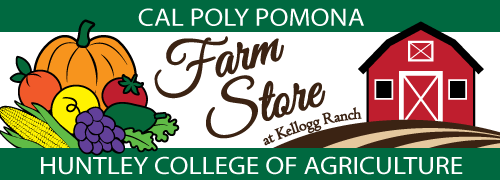 CAL POLY POMONA
Farm
Store
at Kellogg Ranch
HUNTLEY COLLEGE OF AGRICULTURE